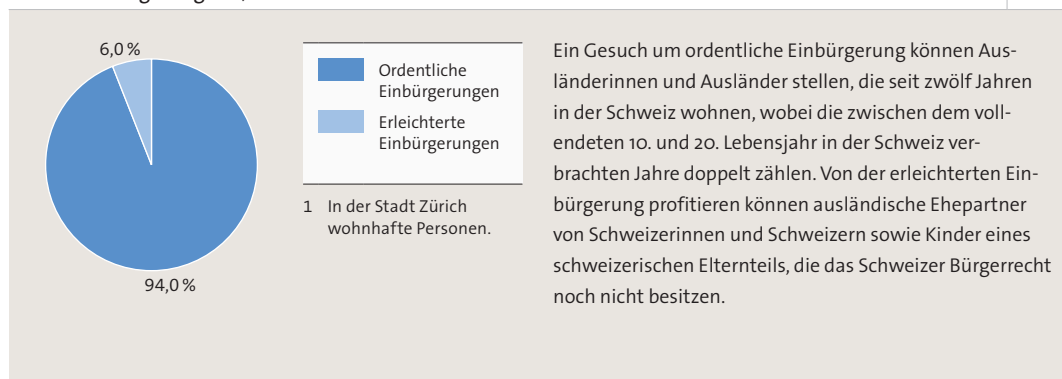 6,0 %
94,0 %
Ordentliche
Einbürgerungen
Erleichterte
Einbürgerungen
1 In der Stadt Zürich
wohnhafte Personen.
Ein Gesuch um ordentliche Einbürgerung können Aus-
länderinnen und Ausländer stellen, die seit zwölf Jahren
in der Schweiz wohnen, wobei die zwischen dem voll-
endeten 10. und 20. Lebensjahr in der Schweiz ver-
brachten Jahre doppelt zählen. Von der erleichterten Ein-
bürgerung profitieren können ausländische Ehepartner
von Schweizerinnen und Schweizern sowie Kinder eines
schweizerischen Elternteils, die das Schweizer Bürgerrecht
noch nicht besitzen.